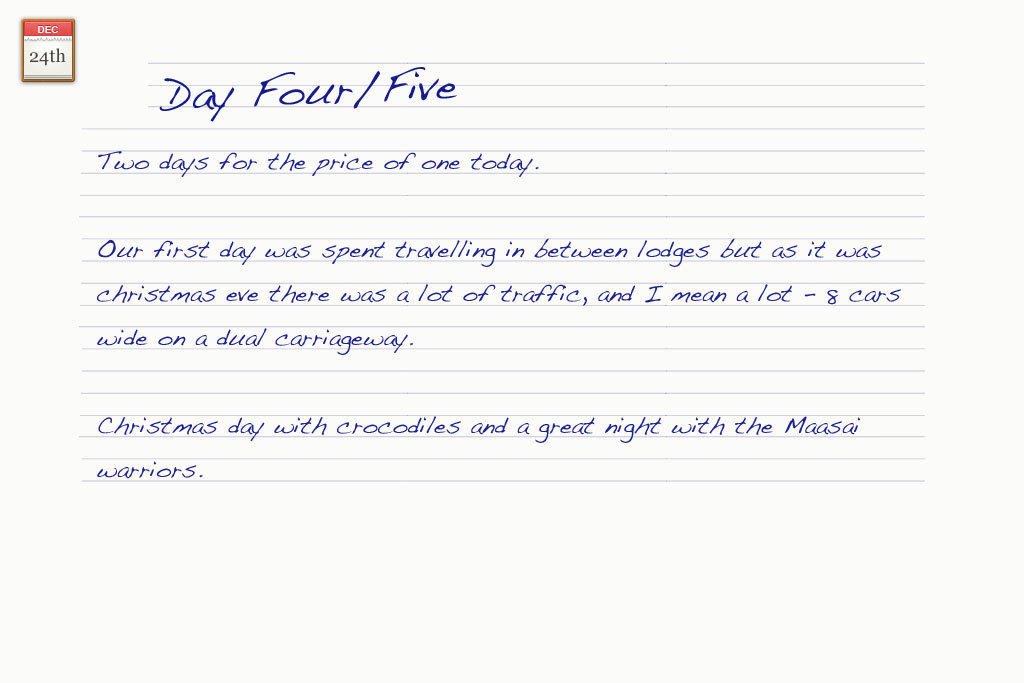 DEC
24th
Day Four/Five
Two days for the price of one today.
Our first day was spent travelling in between lodges but as it was
christmas eve there was a lot of traffic, and I mean a lot - 8 cars
wide on a dual carriageway.
Christmas day with crocodiles and a great night with the Maasai
warriors.